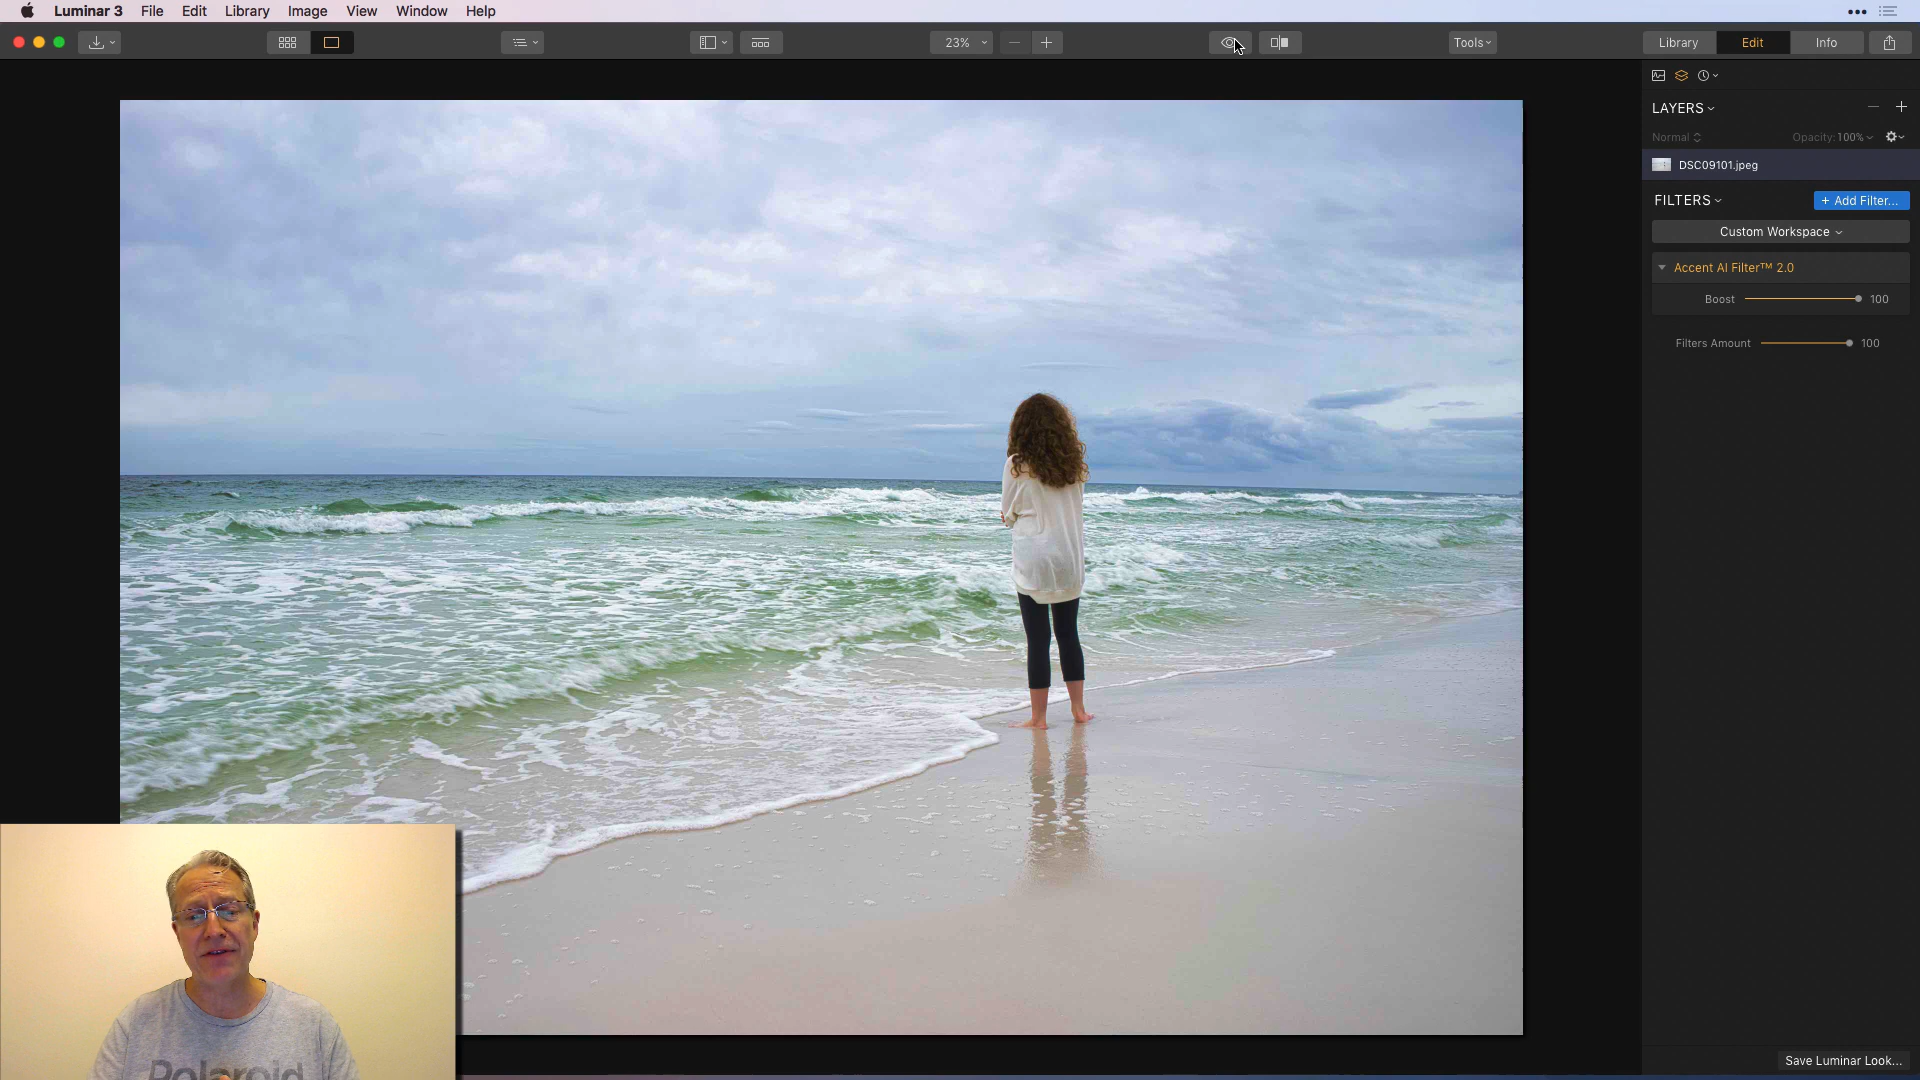 Luminar 3 File Edit Library Image View Window Help
23% Tools Library Edit Info
LAYERS
Normal Opacity: 100%
DSC09101.jpeg
FILTERS + Add Filter...
Custom Workspace
Accent AI Filter™ 2.0
Boost 100
Filters Amount 100
Polaroid
Save Luminar Look...